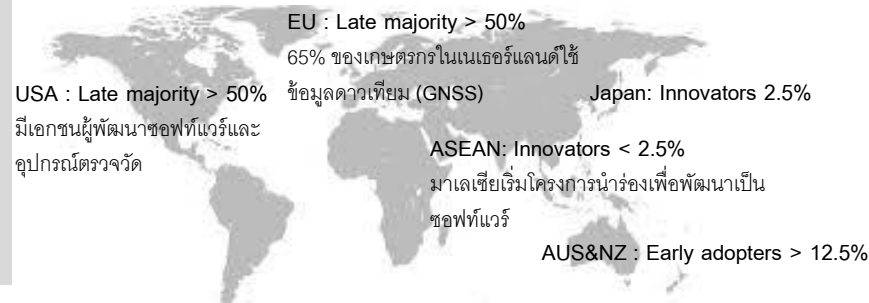 EU : Late majority > 50%
65% ของเกษตรกรในเนเธอร์แลนด์ใช้
ข้อมูลดาวเทียม (GNSS)
USA : Late majority > 50%
มีเอกชนผู้พัฒนาซอฟท์แวร์และ
อุปกรณ์ตรวจวัด
Japan: Innovators 2.5%
ASEAN: Innovators < 2.5%
มาเลเซียเริ่มโครงการนำร่องเพื่อพัฒนาเป็น
ซอฟท์แวร์
AUS&NZ : Early adopters > 12.5%